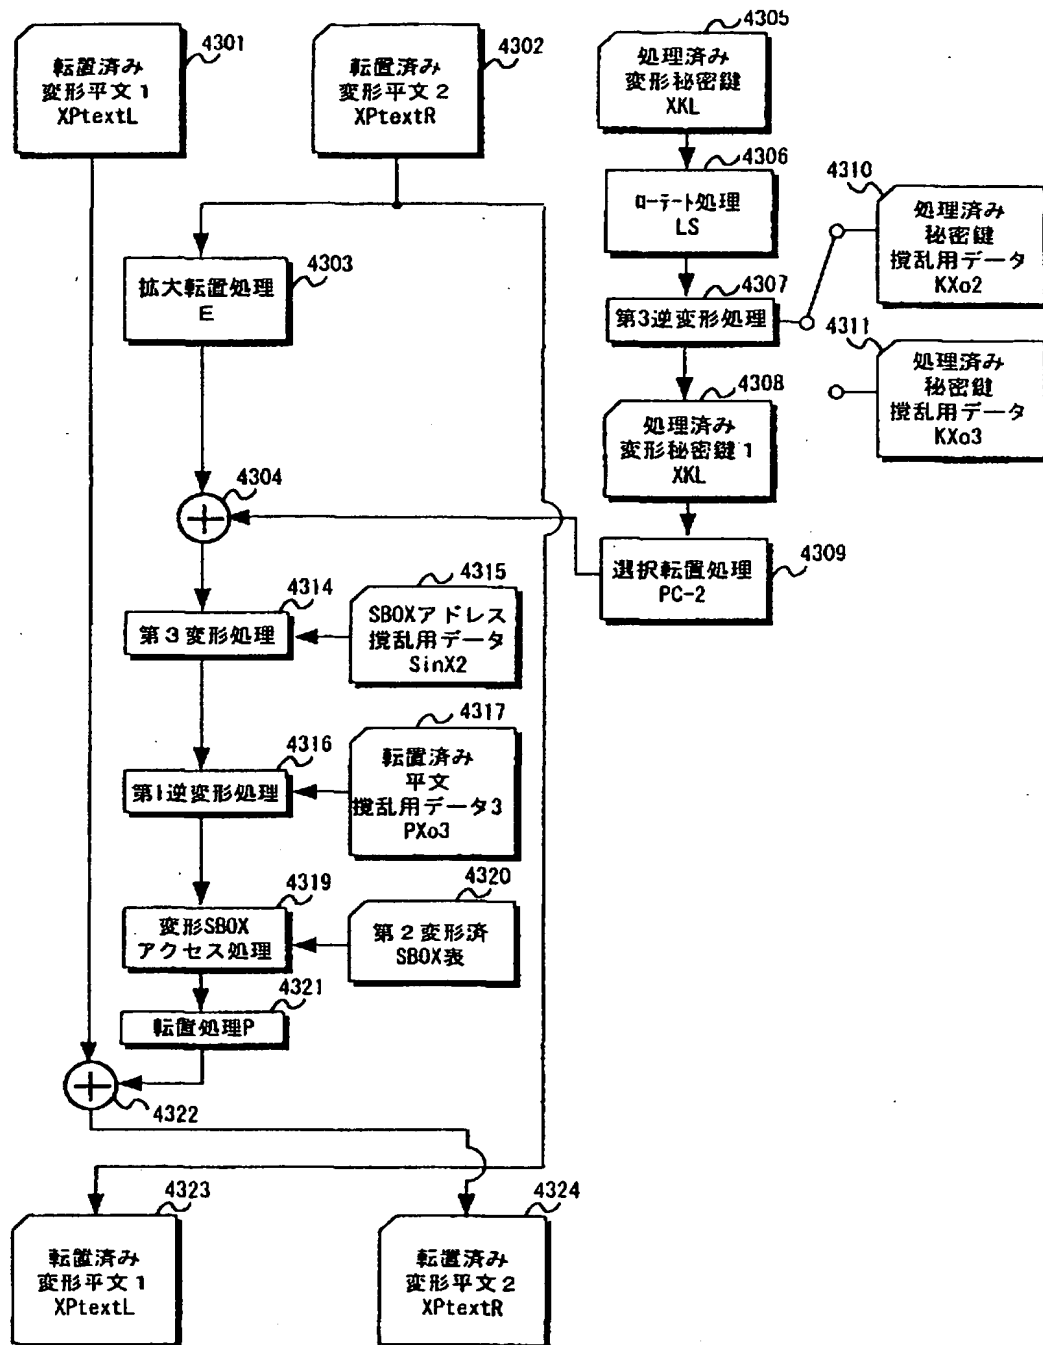 4301
転置済み
変形平文1
XPtextL
4302
転置済み
変形平文2
XPtextR
4305
処理済み
変形秘密鍵
XKL
4306
ローテート処理
LS
4310
処理済み
秘密鍵
撹乱用データ
KXo2
4303
拡大転置処理
E
4307
第3逆変形処理
4311
処理済み
秘密鍵
撹乱用データ
KXo3
4308
処理済み
変形秘密鍵1
XKL
4304
4309
選択転置処理
PC-2
4314
第3変形処理
4315
SBOXアドレス
撹乱用データ
SinX2
4316
第1逆変形処理
4317
転置済み
平文
撹乱用データ3
PXo3
4319
変形SBOX
アクセス処理
4320
第2変形済
SBOX表
4321
転置処理P
4322
4323
転置済み
変形平文1
XPtextL
4324
転置済み
変形平文2
XPtextR